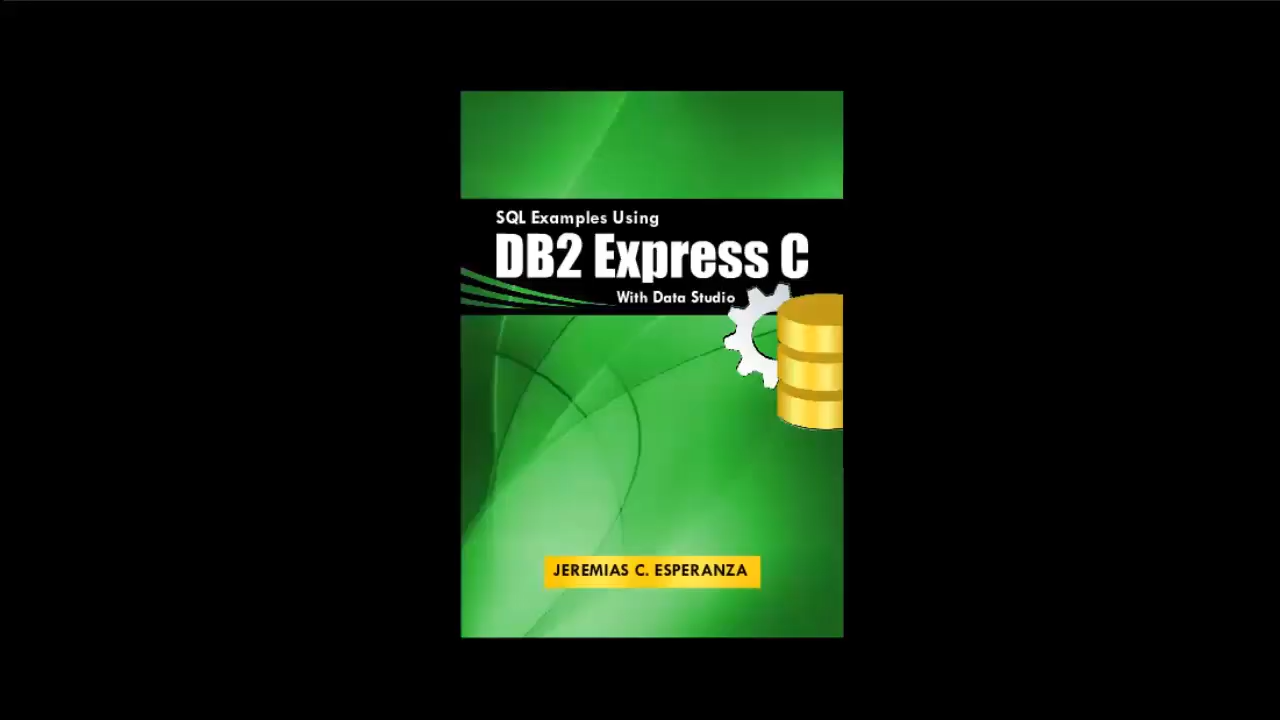 SQL Examples Using
DB2 Express C
With Data Studio
JEREMIAS C. ESPERANZA